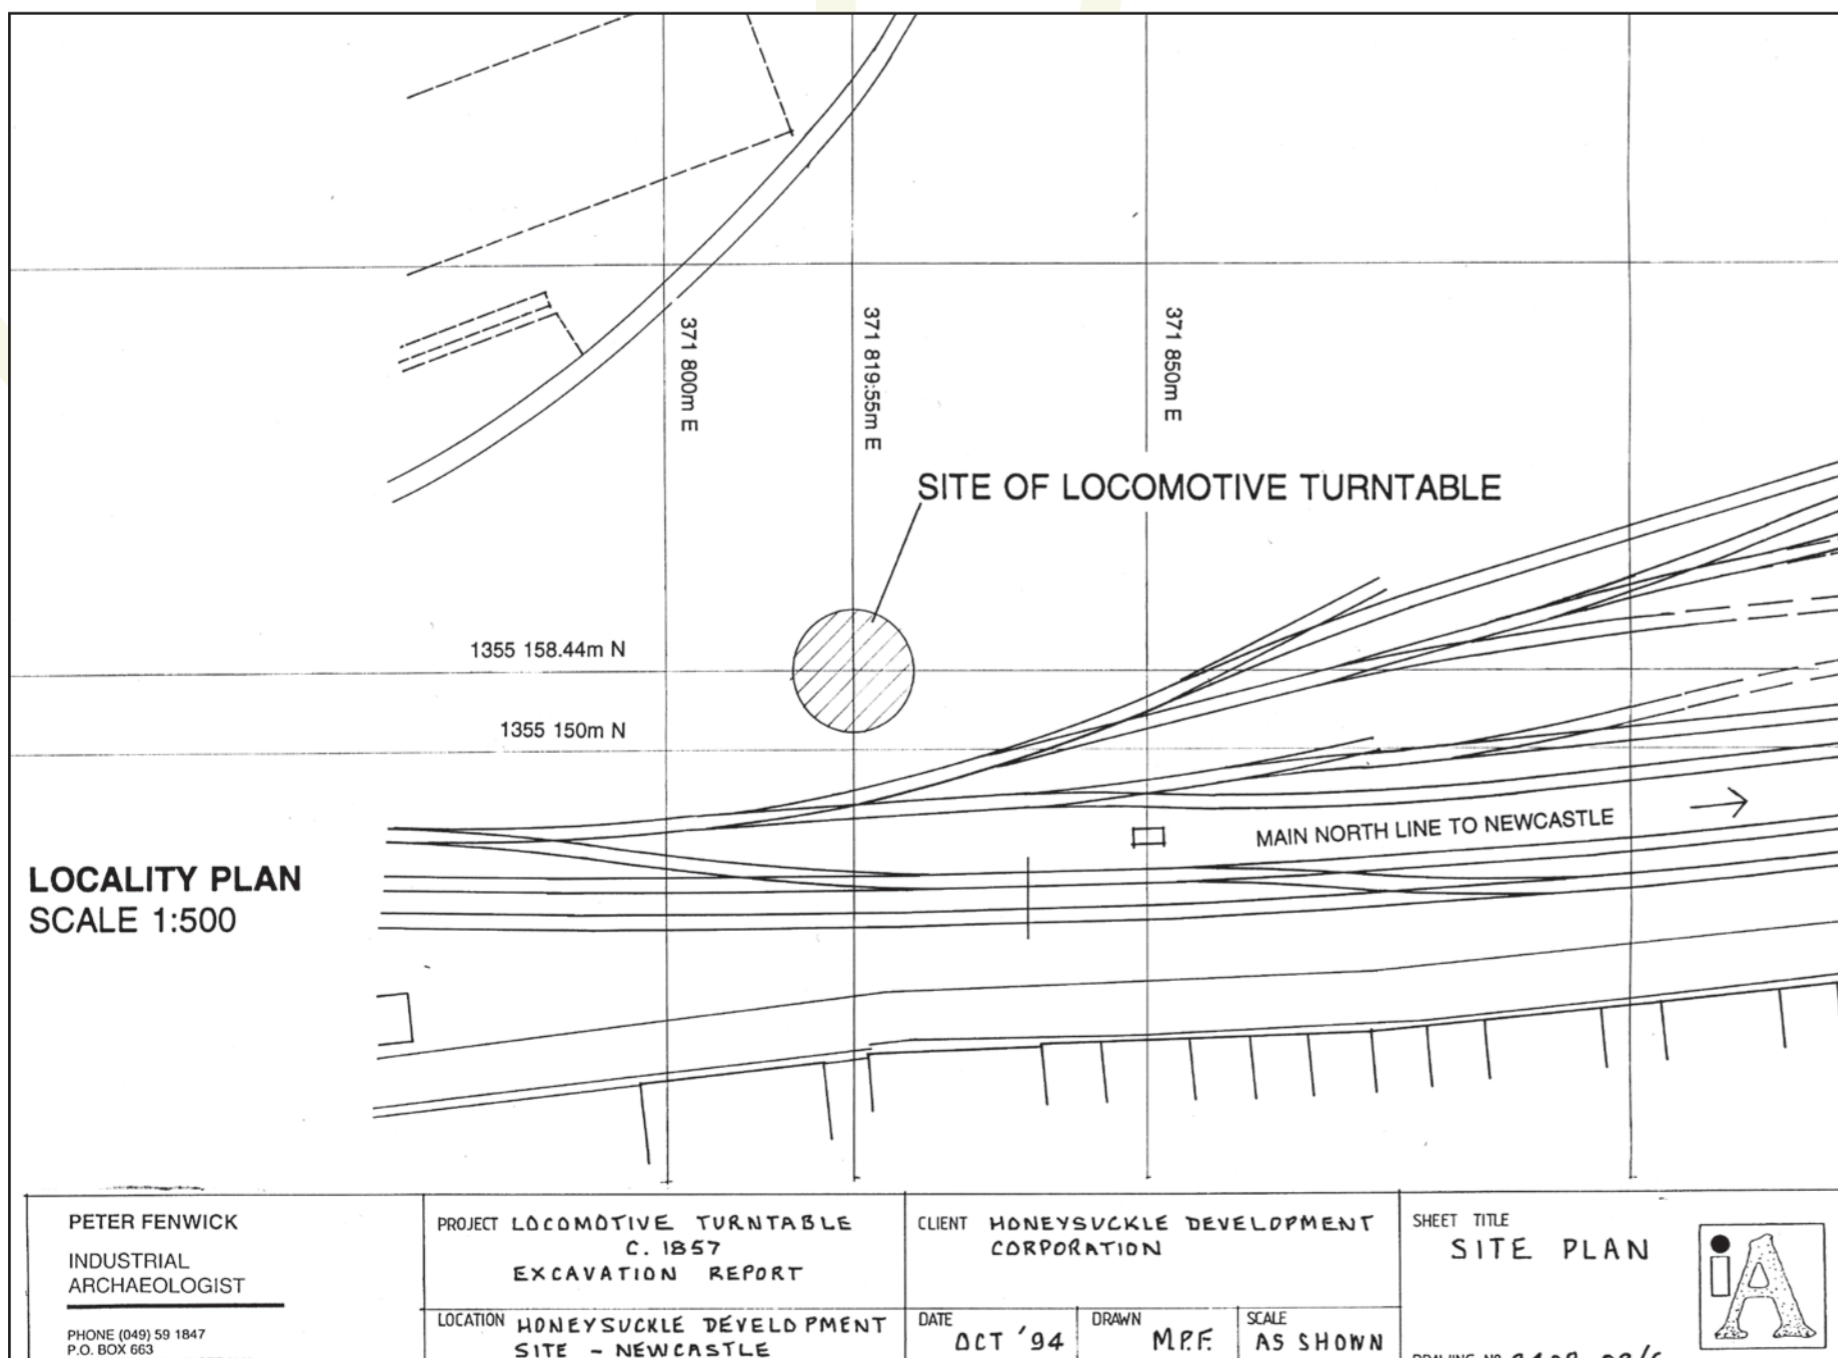 371 800m E
371 819.55m E
371 850m E
SITE OF LOCOMOTIVE TURNTABLE
1355 158.44m N
1355 150m N
MAIN NORTH LINE TO NEWCASTLE
LOCALITY PLAN
SCALE 1:500
PETER FENWICK
INDUSTRIAL
ARCHAEOLOGIST
PHONE (049) 59 1847
P.O. BOX 663
PROJECT LOCOMOTIVE TURNTABLE
C. 1857
EXCAVATION REPORT
LOCATION HONEYSUCKLE DEVELOPMENT
SITE - NEWCASTLE
CLIENT HONEYSUCKLE DEVELOPMENT
CORPORATION
DATE OCT '94
DRAWN M.P.F.
SCALE AS SHOWN
SHEET TITLE
SITE PLAN
iA